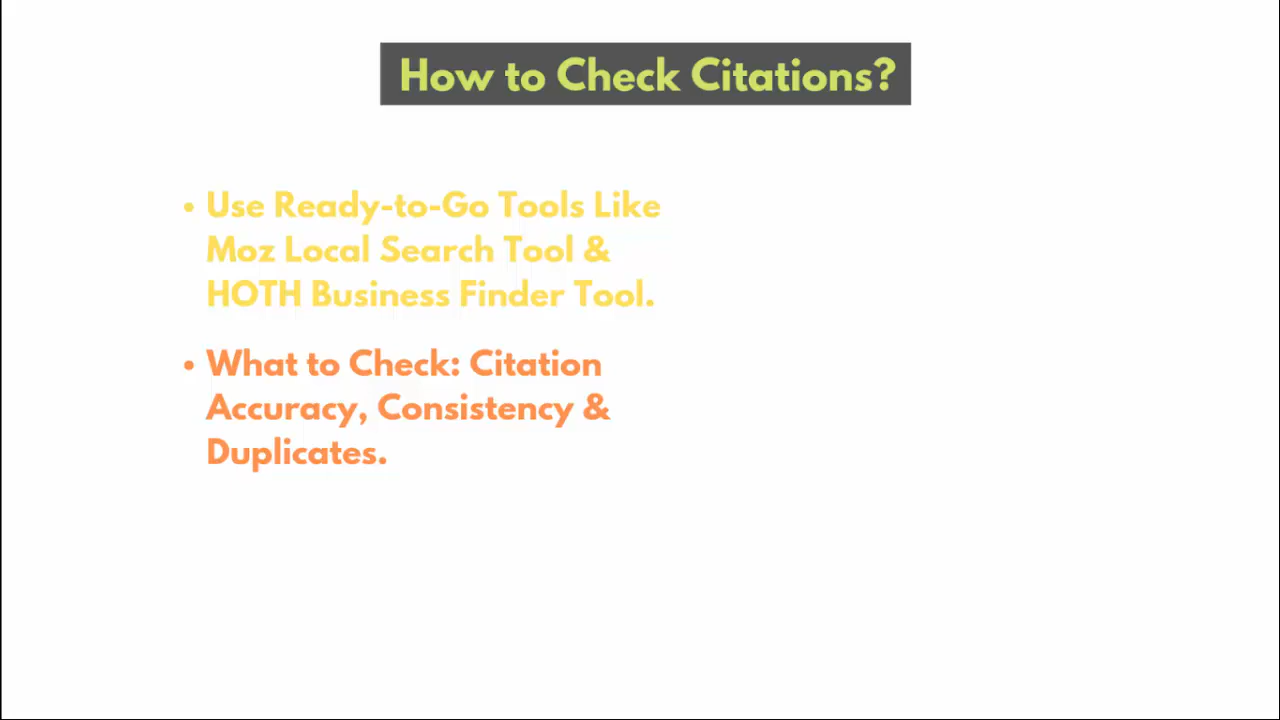 How to Check Citations?
• Use Ready-to-Go Tools Like
Moz Local Search Tool &
HOTH Business Finder Tool.
• What to Check: Citation
Accuracy, Consistency &
Duplicates.